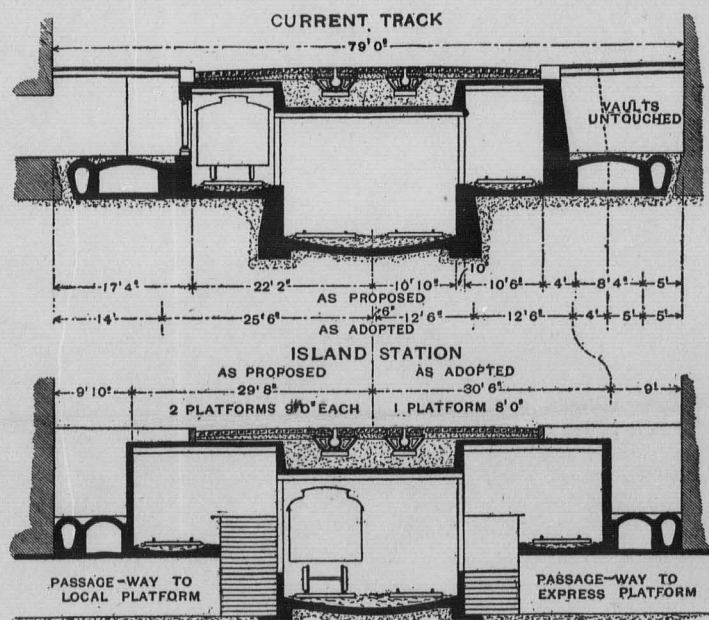 CURRENT TRACK
79'0"
VAULTS
UNTOUCHED
10"
17'4" 22'2" 10'10" 10'6" 4' 8'4" 5'
AS PROPOSED
14' 25'6" 6" 12'6" 12'6" 4' 5' 5'
AS ADOPTED
ISLAND STATION
AS PROPOSED AS ADOPTED
9'10" 29'8" 30'6" 9'
2 PLATFORMS 9'0" EACH 1 PLATFORM 8'0"
PASSAGE-WAY TO
LOCAL PLATFORM
PASSAGE-WAY TO
EXPRESS PLATFORM